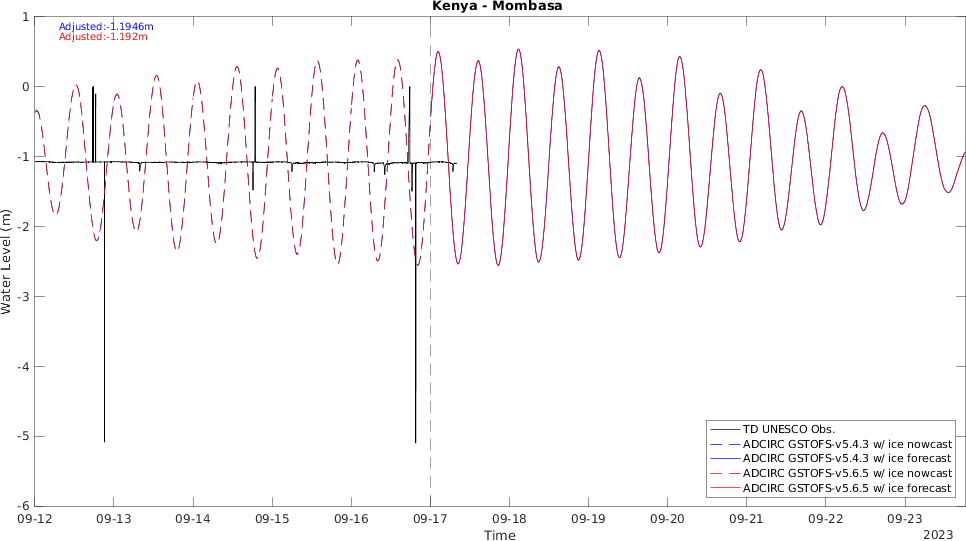 Kenya - Mombasa
Adjusted:-1.1946m
Adjusted:-1.192m
1
0
-1
-2
-3
-4
-5
-6
Water Level (m)
TD UNESCO Obs.
ADCIRC GSTOFS-v5.4.3 w/ ice nowcast
ADCIRC GSTOFS-v5.4.3 w/ ice forecast
ADCIRC GSTOFS-v5.6.5 w/ ice nowcast
ADCIRC GSTOFS-v5.6.5 w/ ice forecast
09-12 09-13 09-14 09-15 09-16 09-17 09-18 09-19 09-20 09-21 09-22 09-23
Time
2023